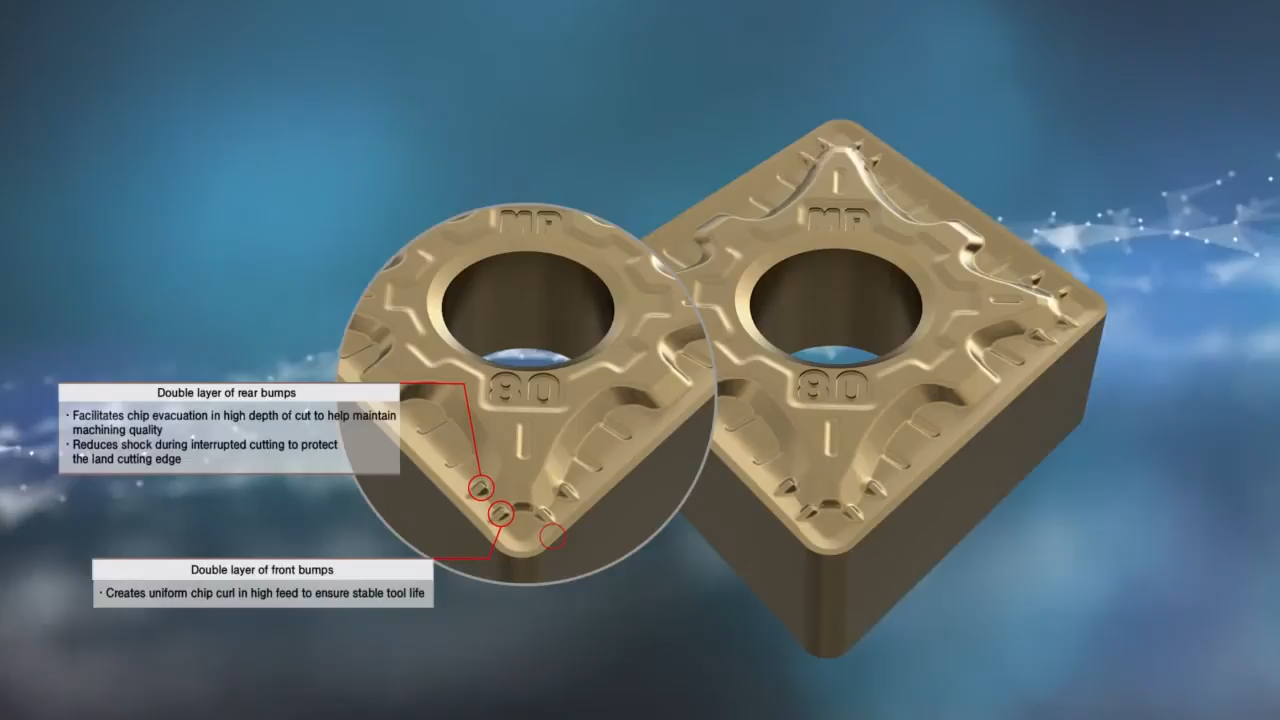 MP
MP
80
80
Double layer of rear bumps
· Facilitates chip evacuation in high depth of cut to help maintain
machining quality
· Reduces shock during interrupted cutting to protect
the land cutting edge
Double layer of front bumps
· Creates uniform chip curl in high feed to ensure stable tool life